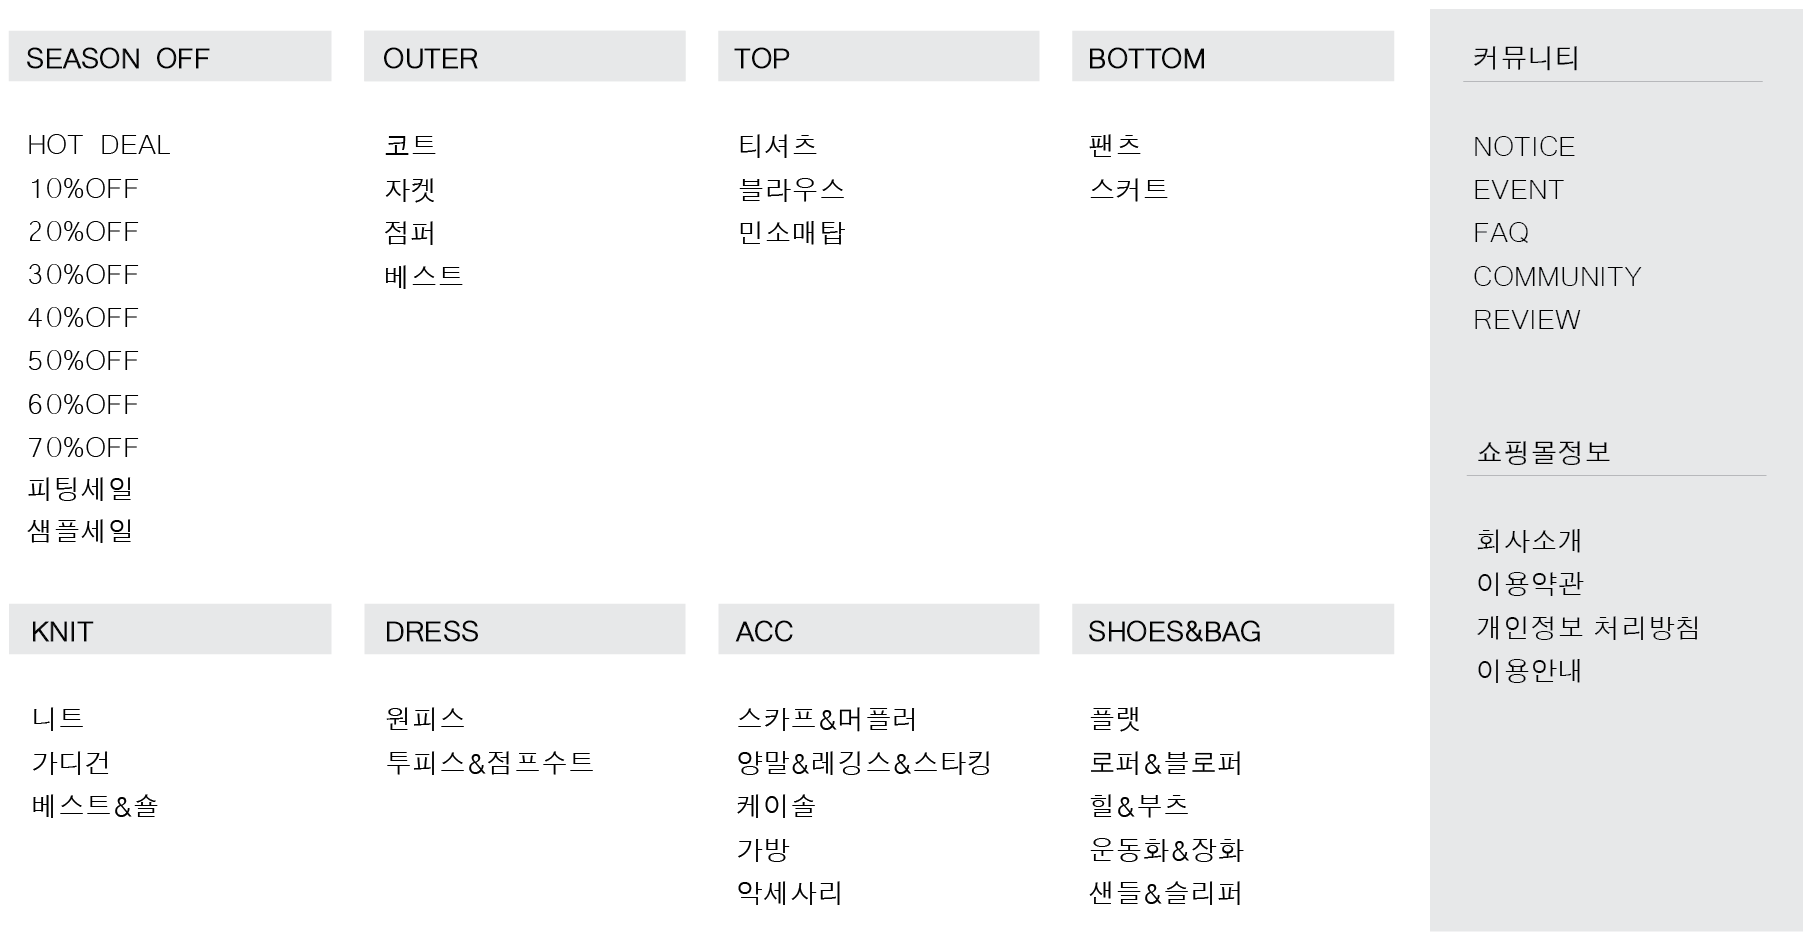 SEASON OFF
HOT DEAL
10%OFF
20%OFF
30%OFF
40%OFF
50%OFF
60%OFF
70%OFF
피팅세일
샘플세일
OUTER
코트
자켓
점퍼
베스트
TOP
티셔츠
블라우스
민소매탑
BOTTOM
팬츠
스커트
KNIT
니트
가디건
베스트&숄
DRESS
원피스
투피스&점프수트
ACC
스카프&머플러
양말&레깅스&스타킹
케이솔
가방
악세사리
SHOES&BAG
플랫
로퍼&블로퍼
힐&부츠
운동화&장화
샌들&슬리퍼
커뮤니티
NOTICE
EVENT
FAQ
COMMUNITY
REVIEW
쇼핑몰정보
회사소개
이용약관
개인정보 처리방침
이용안내